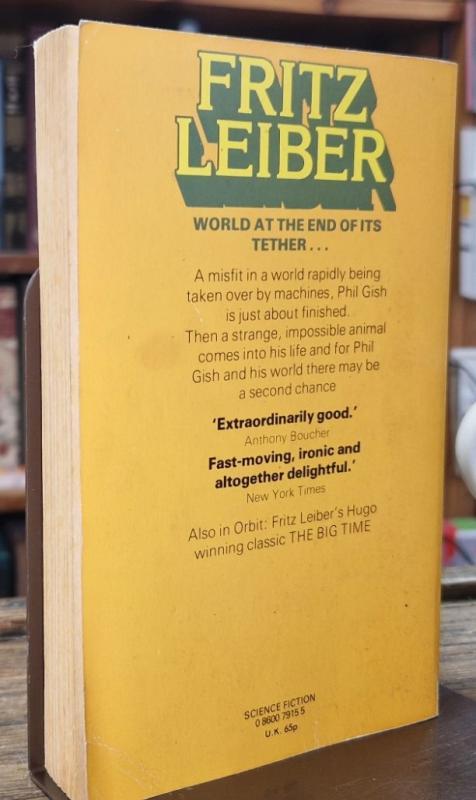 FRITZ
LEIBER
WORLD AT THE END OF ITS
TETHER...
A misfit in a world rapidly being
taken over by machines, Phil Gish
is just about finished.
Then a strange, impossible animal
comes into his life and for Phil
Gish and his world there may be
a second chance
'Extraordinarily good.'
Anthony Boucher
Fast-moving, ironic and
altogether delightful.'
New York Times
Also in Orbit: Fritz Leiber's Hugo
winning classic THE BIG TIME
SCIENCE FICTION
0 8600 7915 5
U.K. 65p